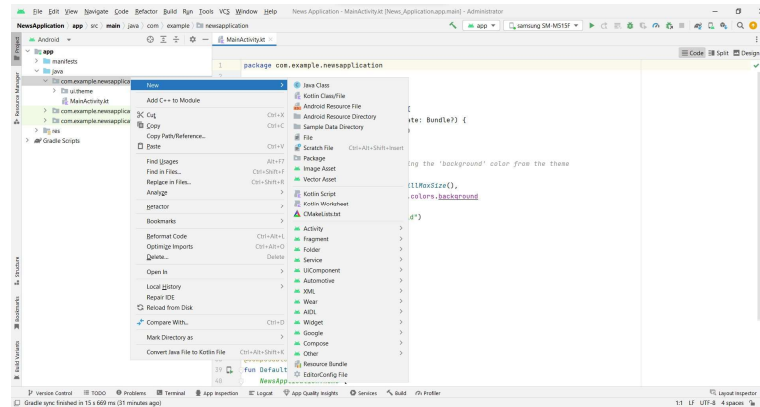 File Edit View Navigate Code Refactor Build Run Tools VCS Window Help News Application - MainActivity.kt [News_Application.app.main] - Administrator
NewsApplication app src main java com example newsapplication app samsung SM-M515F
Android MainActivity.kt
Code Split Design
app
manifests
java
com.example.newsapplica
ui.theme
MainActivity.kt
com.example.newsapplica
com.example.newsapplica
res
Gradle Scripts
Project
Resource Manager
Structure
Bookmarks
Build Variants
New
Add C++ to Module
Cut Ctrl+X
Copy Ctrl+C
Copy Path/Reference...
Paste Ctrl+V
Find Usages Alt+F7
Find in Files... Ctrl+Shift+F
Replace in Files... Ctrl+Shift+R
Analyze
Refactor
Bookmarks
Reformat Code Ctrl+Alt+L
Optimize Imports Ctrl+Alt+O
Delete... Delete
Open In
Local History
Repair IDE
Reload from Disk
Compare With... Ctrl+D
Mark Directory as
Convert Java File to Kotlin File Ctrl+Alt+Shift+K
Java Class
Kotlin Class/File
Android Resource File
Android Resource Directory
Sample Data Directory
File
Scratch File Ctrl+Alt+Shift+Insert
Package
Image Asset
Vector Asset
Kotlin Script
Kotlin Worksheet
CMakeLists.txt
Activity
Fragment
Folder
Service
UiComponent
Automotive
XML
Wear
AIDL
Widget
Google
Compose
Other
Resource Bundle
EditorConfig File
1 package com.example.newsapplication
{
ate: Bundle?) {
ing the 'background' color from the theme
llMaxSize(),
.colors.background
d")
39 fun Default
40
Version Control TODO Problems Terminal App Inspection Logcat App Quality Insights Services Build Profiler Layout Inspector
Gradle sync finished in 15 s 669 ms (31 minutes ago) 1:1 LF UTF-8 4 spaces